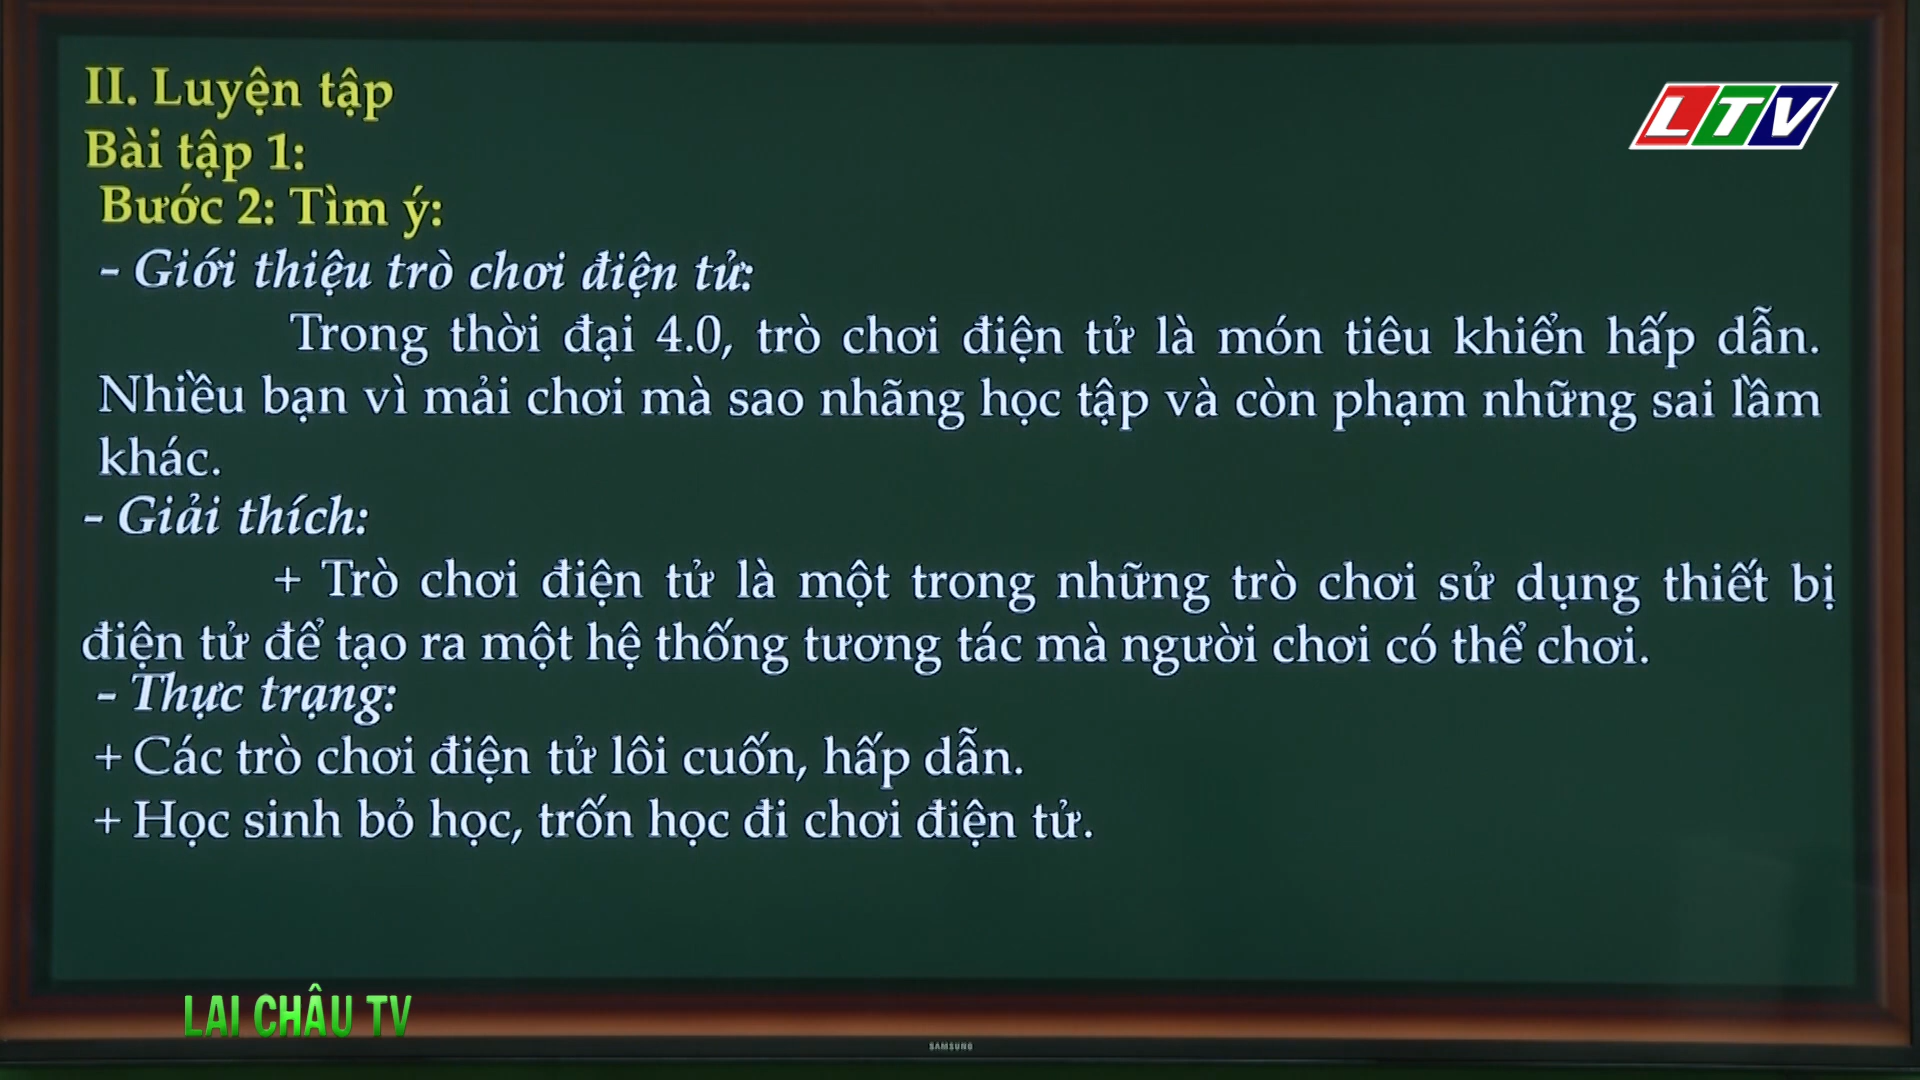 II. Luyện tập
LTV
Bài tập 1:
Bước 2: Tìm ý:
- Giới thiệu trò chơi điện tử:
Trong thời đại 4.0, trò chơi điện tử là món tiêu khiển hấp dẫn.
Nhiều bạn vì mải chơi mà sao nhãng học tập và còn phạm những sai lầm
khác.
- Giải thích:
+ Trò chơi điện tử là một trong những trò chơi sử dụng thiết bị
điện tử để tạo ra một hệ thống tương tác mà người chơi có thể chơi.
- Thực trạng:
+ Các trò chơi điện tử lôi cuốn, hấp dẫn.
+ Học sinh bỏ học, trốn học đi chơi điện tử.
LAI CHÂU TV
SAMSUNG